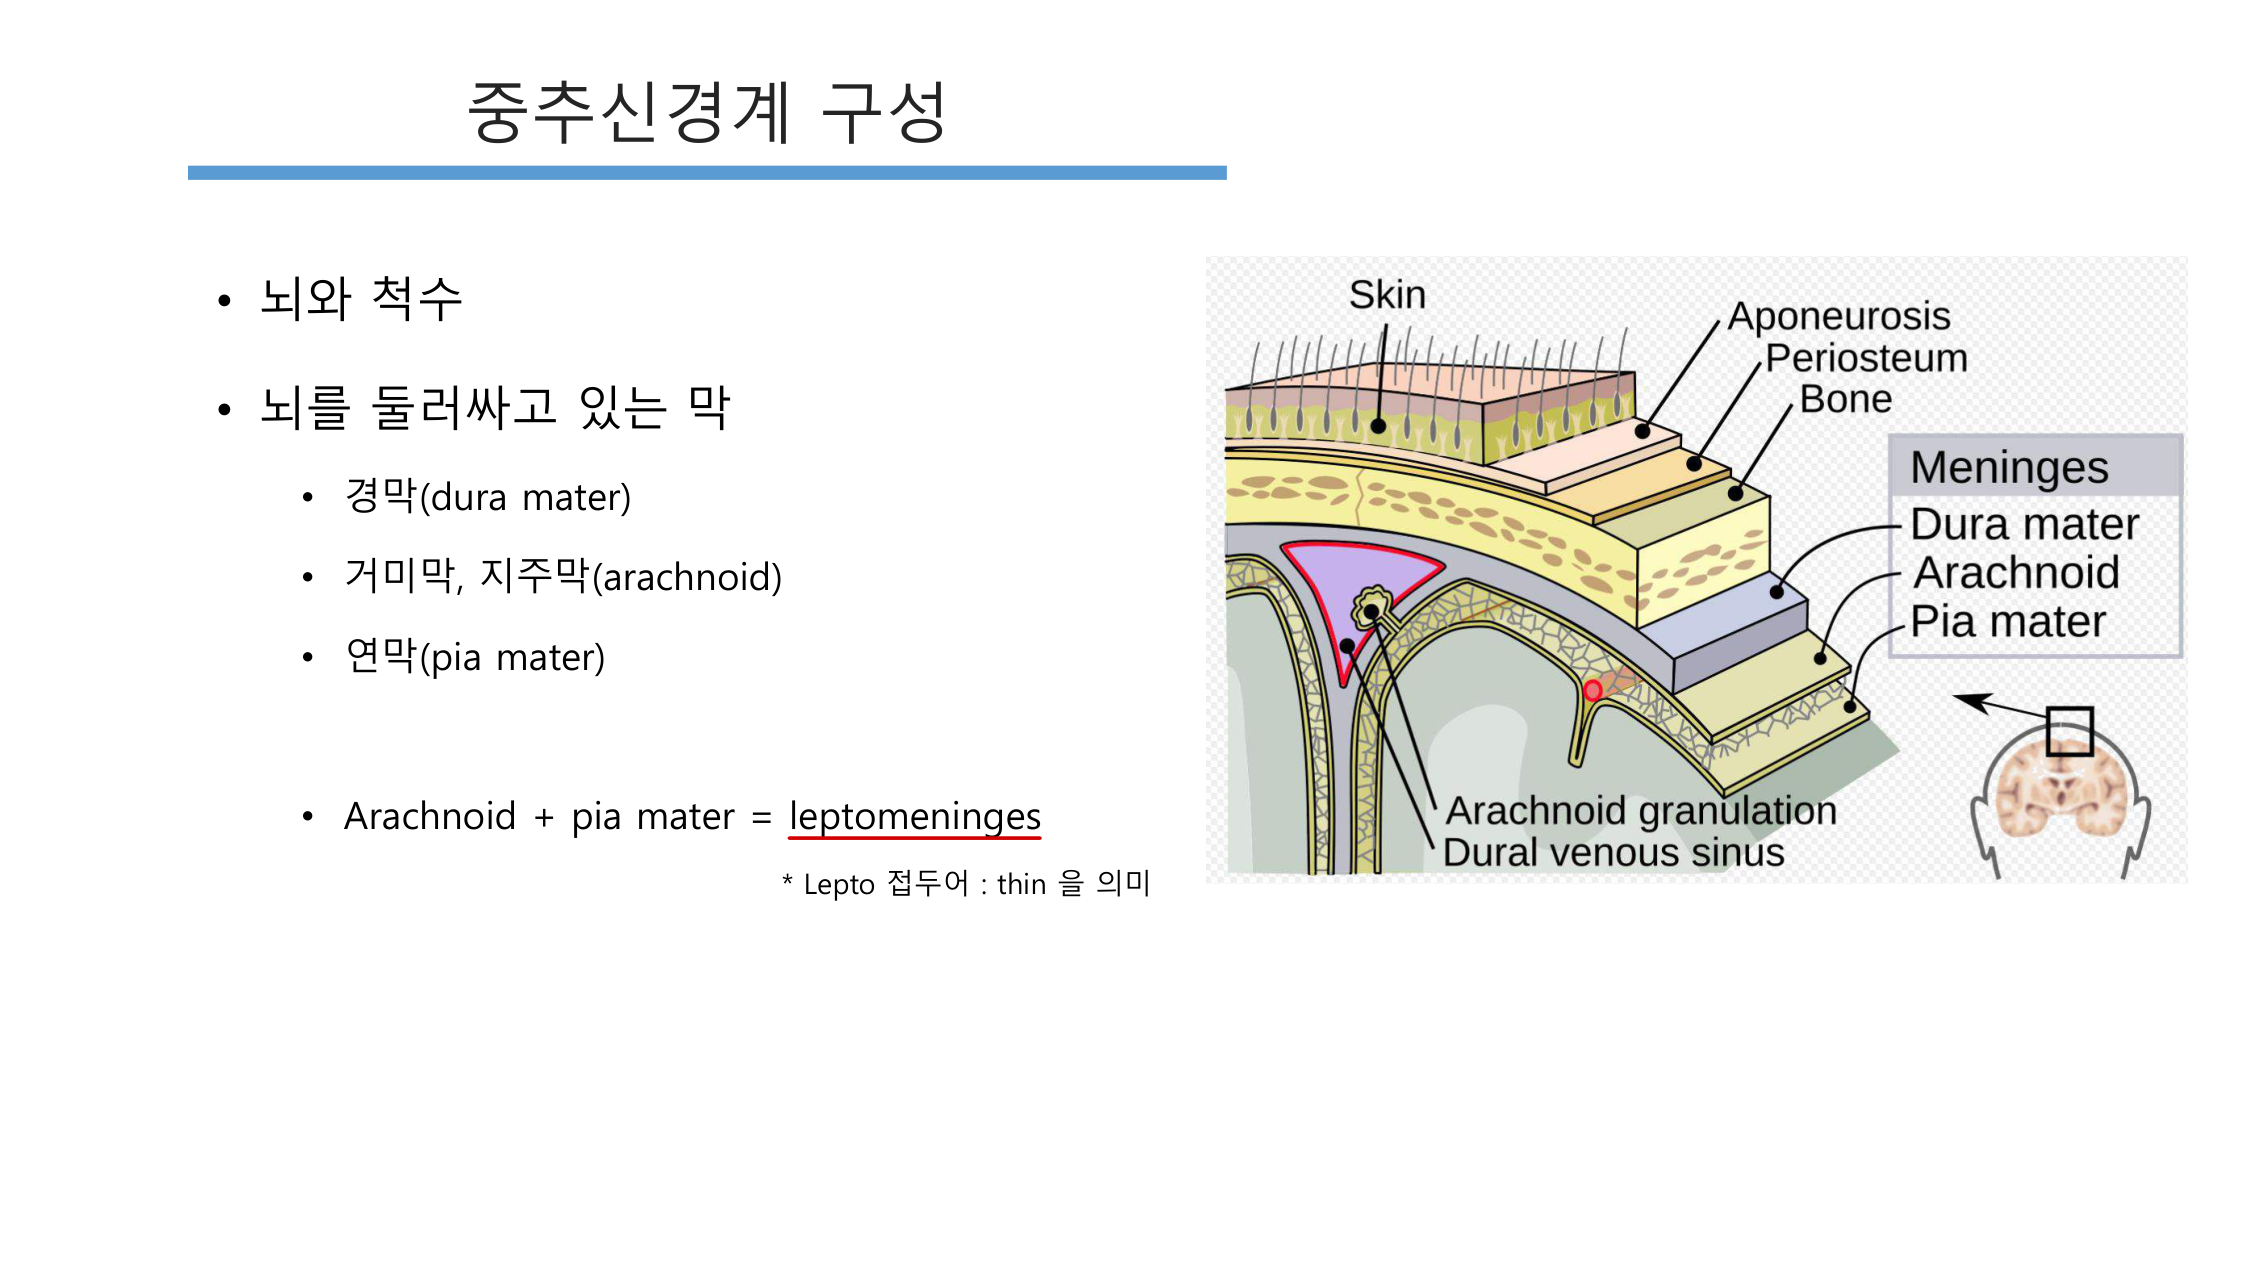 중추신경계 구성
• 뇌와 척수
• 뇌를 둘러싸고 있는 막
• 경막(dura mater)
• 거미막, 지주막(arachnoid)
• 연막(pia mater)
• Arachnoid + pia mater = leptomeninges
* Lepto 접두어 : thin 을 의미
Skin
Aponeurosis
Periosteum
Bone
Meninges
Dura mater
Arachnoid
Pia mater
Arachnoid granulation
Dural venous sinus